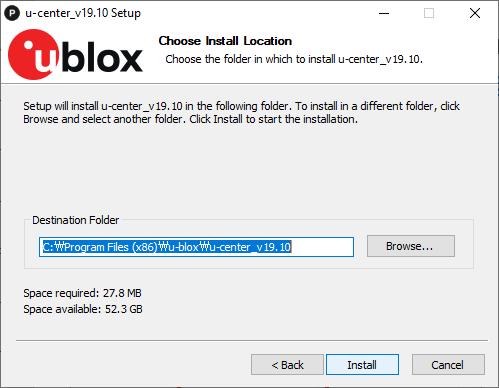 u-center_v19.10 Setup
ublox
Choose Install Location
Choose the folder in which to install u-center_v19.10.
Setup will install u-center_v19.10 in the following folder. To install in a different folder, click
Browse and select another folder. Click Install to start the installation.
Destination Folder
C:₩Program Files (x86)₩u-blox₩u-center_v19.10
Browse...
Space required: 27.8 MB
Space available: 52.3 GB
< Back
Install
Cancel